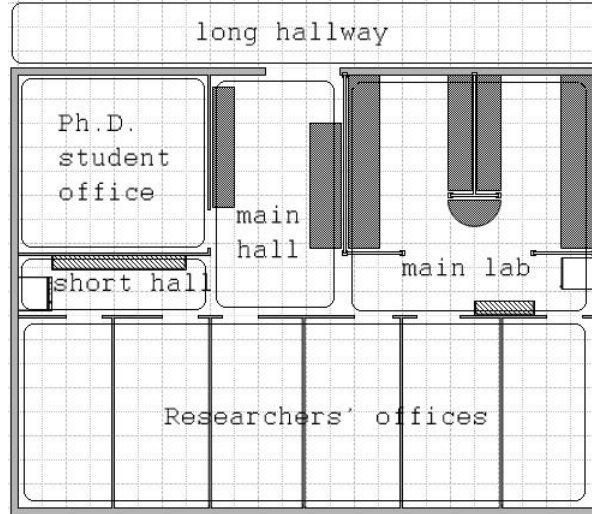 long hallway
Ph.D.
student
office
main
hall
short hall
main lab
Researchers' offices